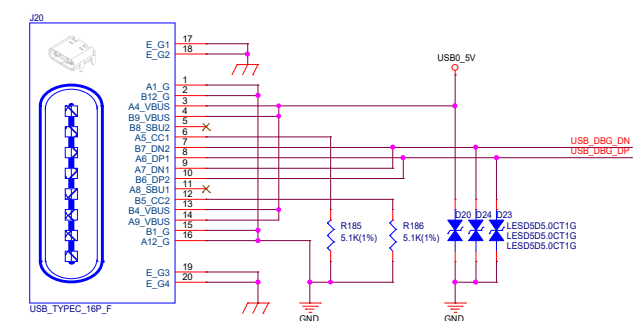 J20
E_G1 17
E_G2 18
USB0_5V
A1_G 1
B12_G 2
A4_VBUS 3
B9_VBUS 4
B8_SBU2 5
A5_CC1 6
B7_DN2 7
A6_DP1 8
A7_DN1 9
B6_DP2 10
A8_SBU1 11
B5_CC2 12
B4_VBUS 13
A9_VBUS 14
B1_G 15
A12_G 16
USB_DBG_DN
USB_DBG_DP
R185
5.1K(1%)
R186
5.1K(1%)
D20 D24 D23
LESD5D5.0CT1G
LESD5D5.0CT1G
LESD5D5.0CT1G
E_G3 19
E_G4 20
USB_TYPEC_16P_F
GND
GND